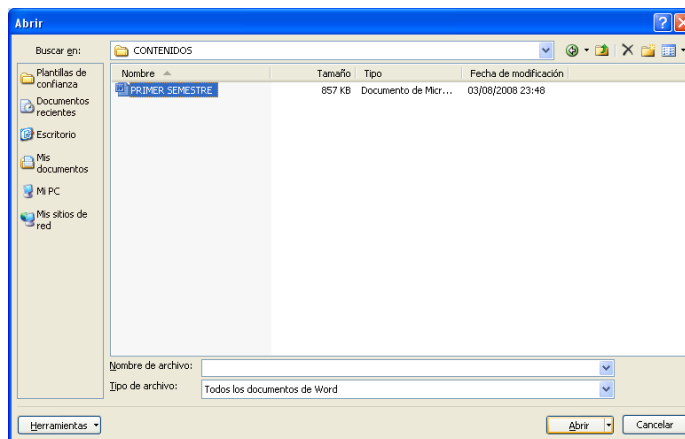 Abrir
Buscar en:
CONTENIDOS
Plantillas de
confianza
Documentos
recientes
Escritorio
Mis
documentos
Mi PC
Mis sitios de
red
Nombre Tamaño Tipo Fecha de modificación
PRIMER SEMESTRE 857 KB Documento de Micr... 03/08/2008 23:48
Nombre de archivo:
Tipo de archivo: Todos los documentos de Word
Herramientas Abrir Cancelar